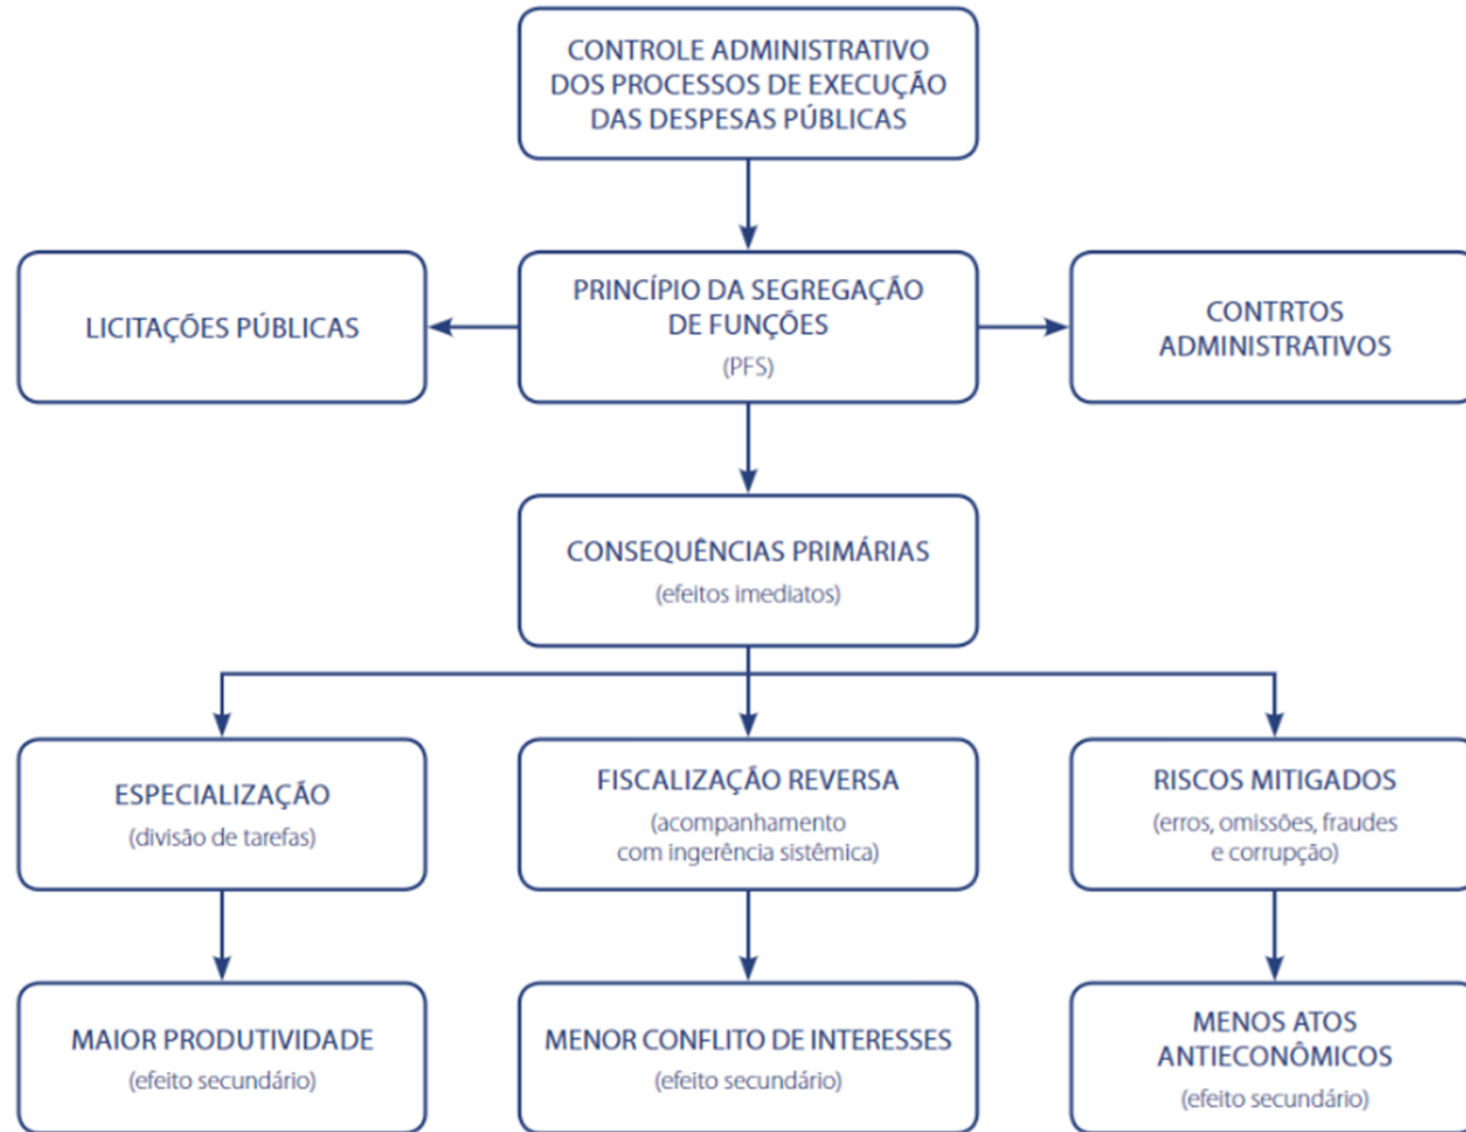 CONTROLE ADMINISTRATIVO
DOS PROCESSOS DE EXECUÇÃO
DAS DESPESAS PÚBLICAS
LICITAÇÕES PÚBLICAS
PRINCÍPIO DA SEGREGAÇÃO
DE FUNÇÕES
(PFS)
CONTRTOS
ADMINISTRATIVOS
CONSEQUÊNCIAS PRIMÁRIAS
(efeitos imediatos)
ESPECIALIZAÇÃO
(divisão de tarefas)
FISCALIZAÇÃO REVERSA
(acompanhamento
com ingerência sistêmica)
RISCOS MITIGADOS
(erros, omissões, fraudes
e corrupção)
MAIOR PRODUTIVIDADE
(efeito secundário)
MENOR CONFLITO DE INTERESSES
(efeito secundário)
MENOS ATOS
ANTIECONÔMICOS
(efeito secundário)